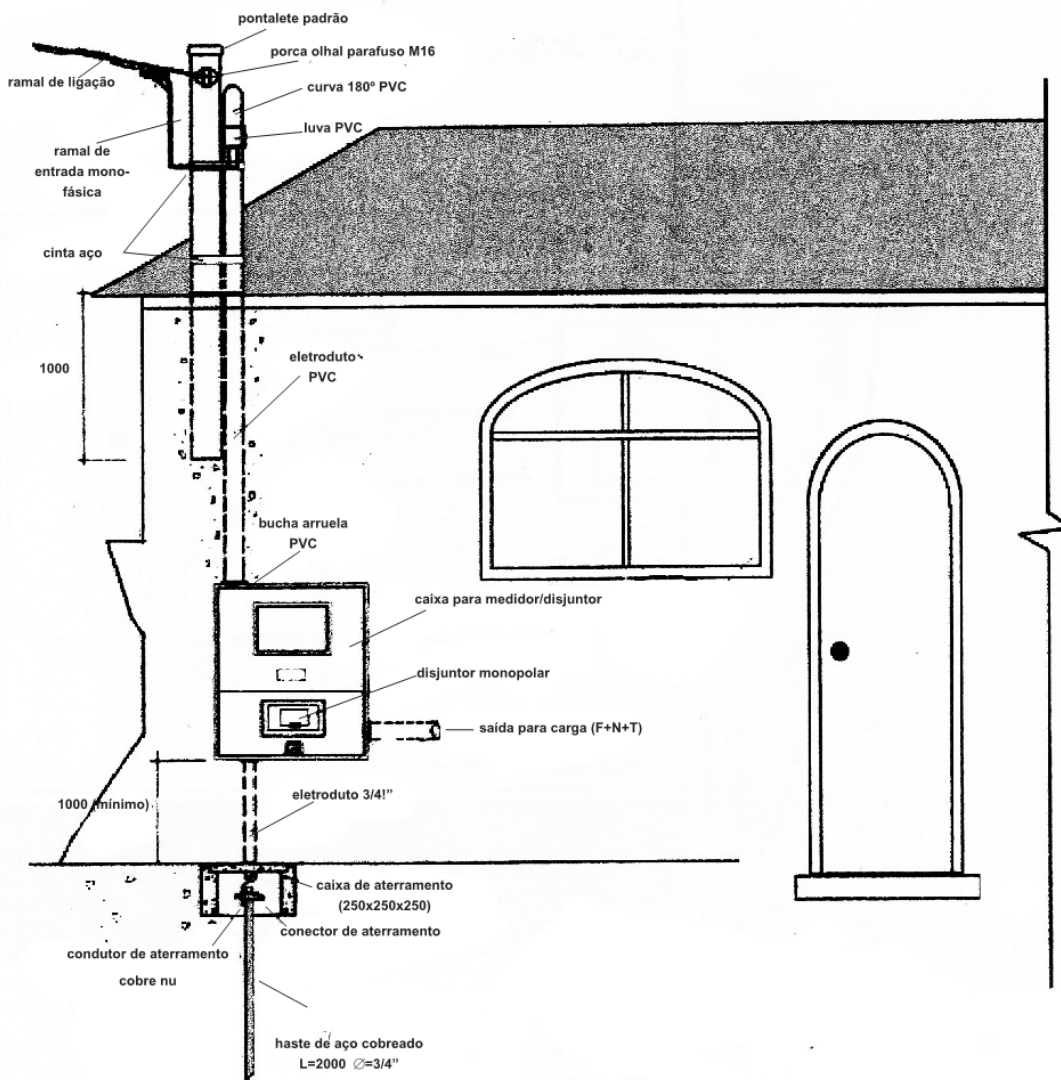 pontalete padrão
porca olhal parafuso M16
ramal de ligação
curva 180º PVC
luva PVC
ramal de
entrada mono-
fásica
cinta aço
1000
eletroduto
PVC
bucha arruela
PVC
caixa para medidor/disjuntor
disjuntor monopolar
saída para carga (F+N+T)
1000 (mínimo)
eletroduto 3/4!”
caixa de aterramento
(250x250x250)
conector de aterramento
condutor de aterramento
cobre nu
haste de aço cobreado
L=2000 ∅=3/4”